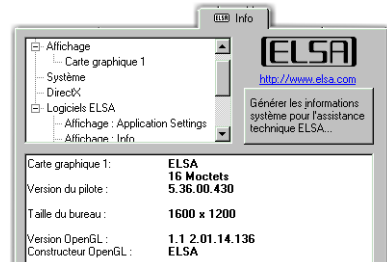 ELSA Info
Affichage
Carte graphique 1
Système
DirectX
Logiciels ELSA
Affichage : Application Settings
Affichage : Info
ELSA
http://www.elsa.com
Générer les informations
système pour l'assistance
technique ELSA...
Carte graphique 1: ELSA
16 Moctets
Version du pilote : 5.36.00.430
Taille du bureau : 1600 x 1200
Version OpenGL : 1.1 2.01.14.136
Constructeur OpenGL : ELSA